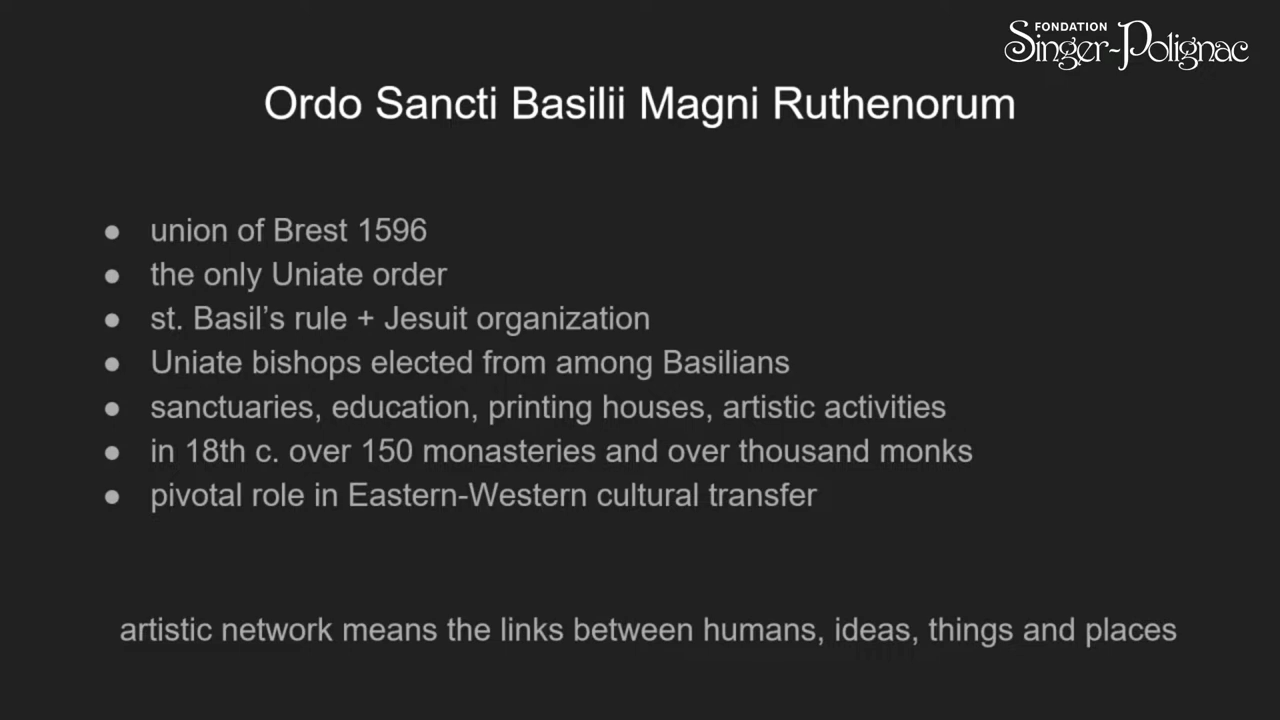 FONDATION
Singer-Polignac
Ordo Sancti Basilii Magni Ruthenorum
● union of Brest 1596
● the only Uniate order
● st. Basil’s rule + Jesuit organization
● Uniate bishops elected from among Basilians
● sanctuaries, education, printing houses, artistic activities
● in 18th c. over 150 monasteries and over thousand monks
● pivotal role in Eastern-Western cultural transfer
artistic network means the links between humans, ideas, things and places